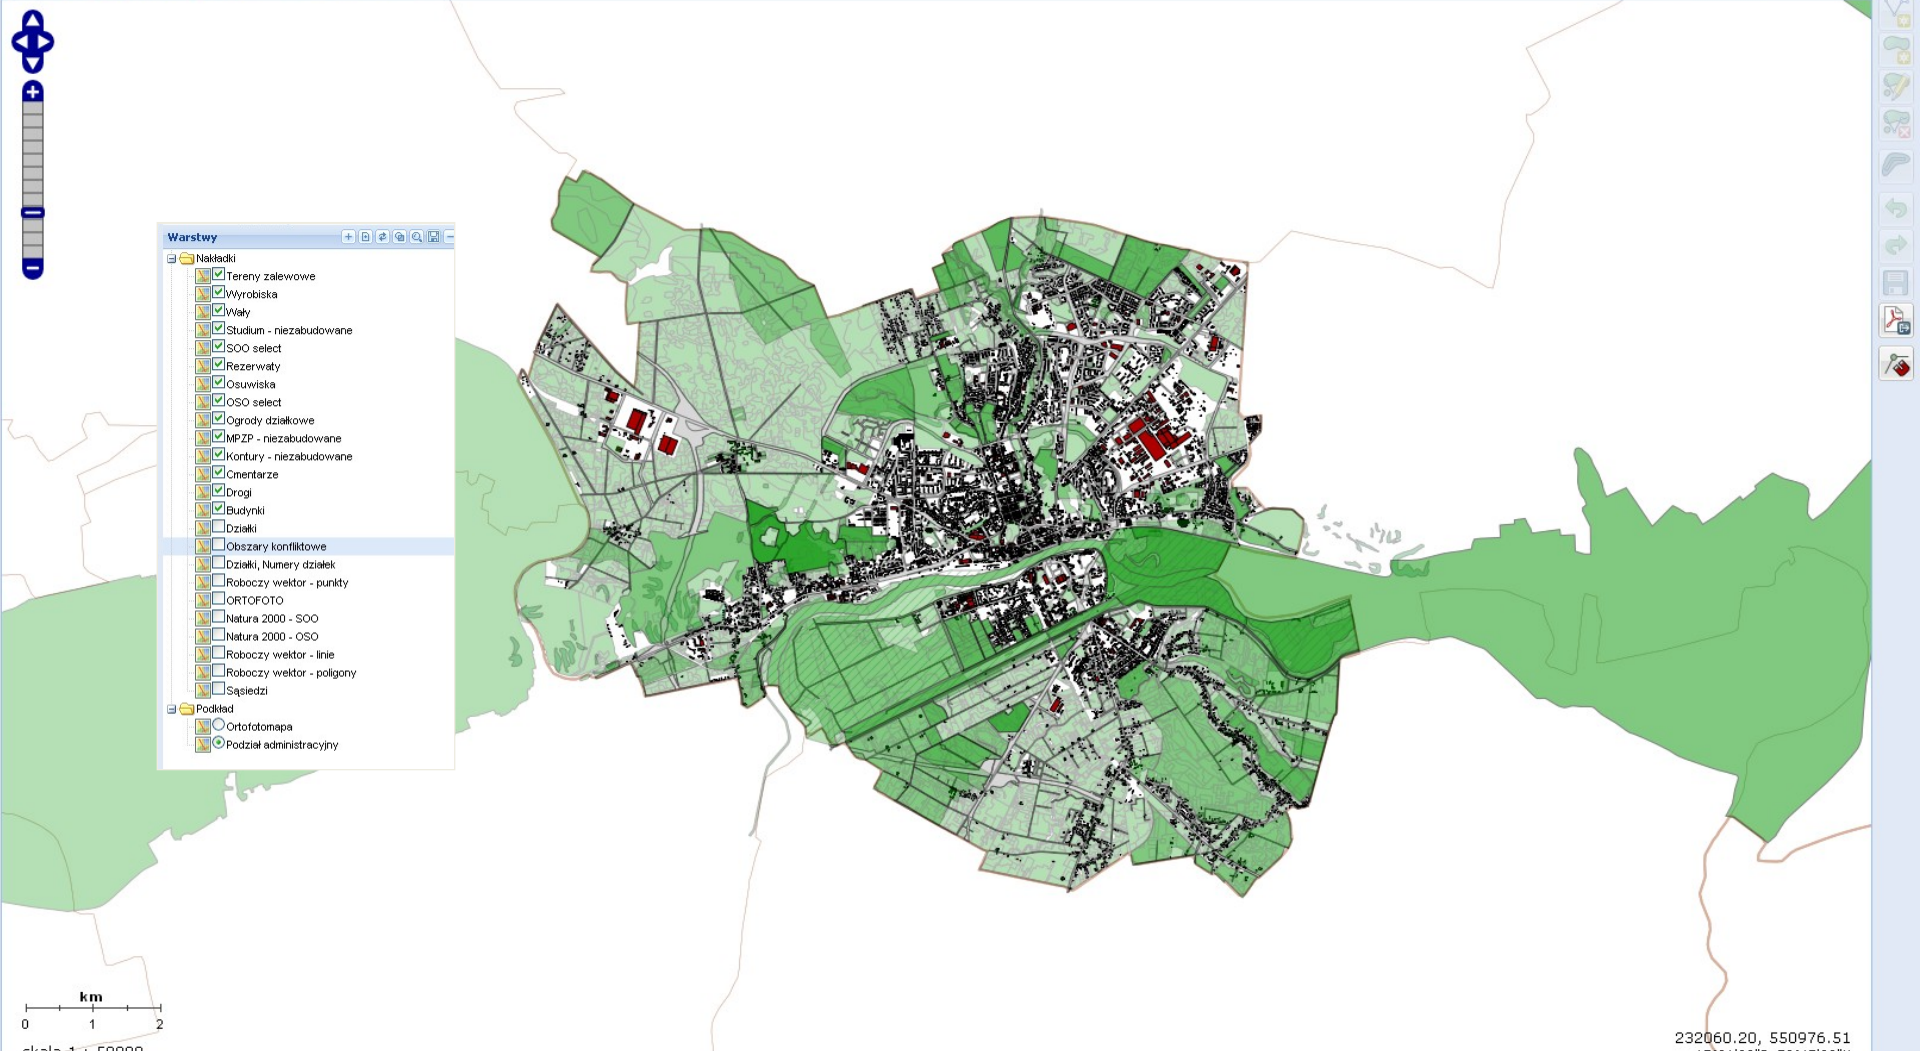 Warstwy
Nakładki
Tereny zalewowe
Wyrobiska
Wały
Studium - niezabudowane
SOO select
Rezerwaty
Osuwiska
OSO select
Ogrody działkowe
MPZP - niezabudowane
Kontury - niezabudowane
Cmentarze
Drogi
Budynki
Działki
Obszary konfliktowe
Działki, Numery działek
Roboczy wektor - punkty
ORTOFOTO
Natura 2000 - SOO
Natura 2000 - OSO
Roboczy wektor - linie
Roboczy wektor - poligony
Sąsiedzi
Podkład
Ortofotomapa
Podział administracyjny
km
0 1 2
232060.20, 550976.51